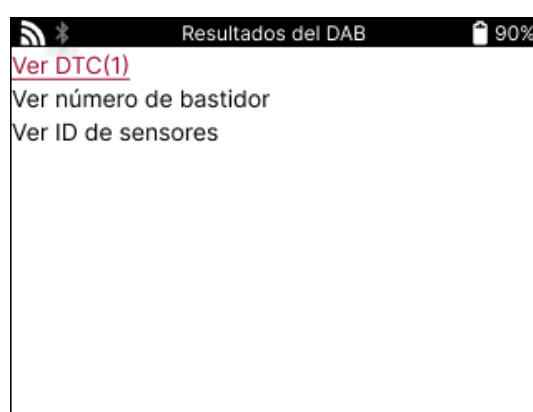 Resultados del DAB 90%
Ver DTC(1)
Ver número de bastidor
Ver ID de sensores